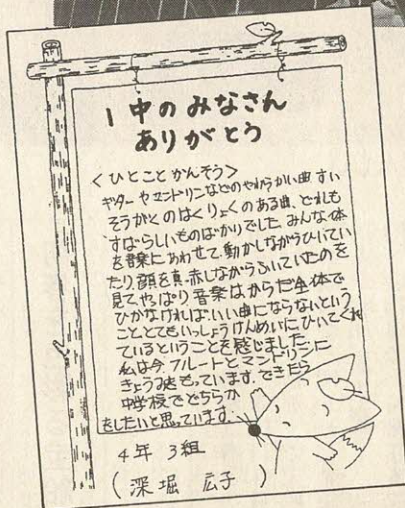 1中のみなさん
ありがとう
<ひとことかんそう>
ギターやマンドリンなどのやわらかい曲、すい
そうがくのはくりょくのある曲、どれも
すばらしいものばかりでした。みんな体
を音楽にあわせて、動かしながらひいてい
たり、顔を真赤しながらふいていたのを
見てやっぱり音楽はからだ全体で
ひかなければいい曲にならないという
こと、とてもいっしょうけんめいにひいてくれ
ているということを感じました。
私は今、フルートとマンドリンに
きょうみをもっています。できたら
中学校でどちらか
をしたいと思っています。
4年 3組
(深堀 広子)